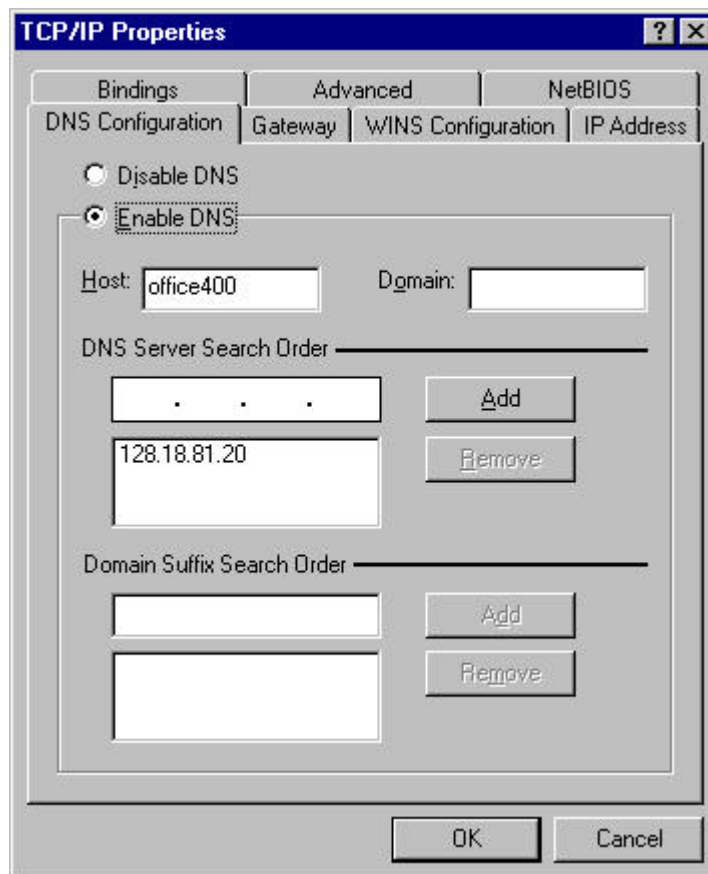 TCP/IP Properties
Bindings Advanced NetBIOS
DNS Configuration Gateway WINS Configuration IP Address
Disable DNS
Enable DNS
Host: office400 Domain:
DNS Server Search Order
. . . Add
128.18.81.20 Remove
Domain Suffix Search Order
Add
Remove
OK Cancel